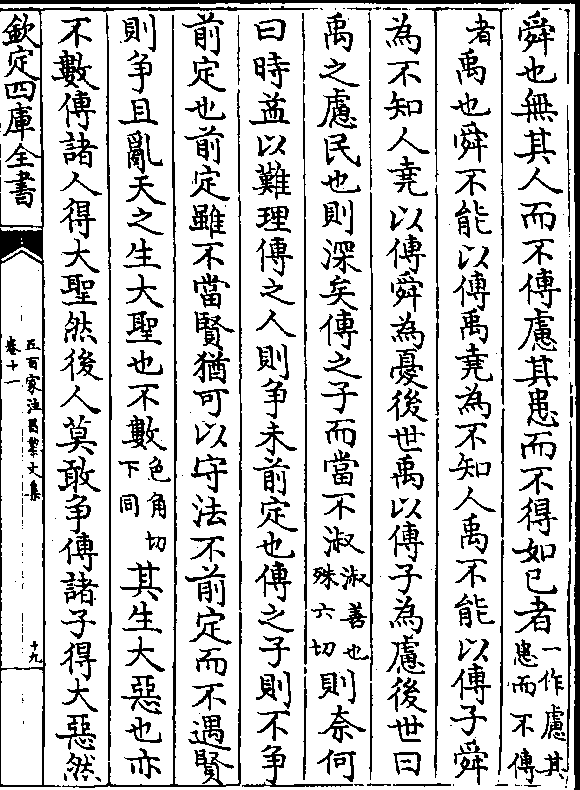 舜也無其人而不傳慮其患而不得如己者一作慮其患而不傳
者禹也舜不能以傳禹堯為不知人禹不能以傳子舜
為不知人堯以傳舜為憂後世禹以傳子為慮後世曰
禹之慮民也則深矣傳之子而當不淑淑善也殊六切則奈何
曰時益以難理傳之人則争未前定也傳之子則不争
前定也前定雖不當賢猶可以守法不前定而不遇賢
則争且亂天之生大聖也不數色角切下同其生大惡也亦
不數傳諸人得大聖然後人莫敢争傳諸子得大惡然
欽定四庫全書
五百家注昌黎文集
卷十一
十九